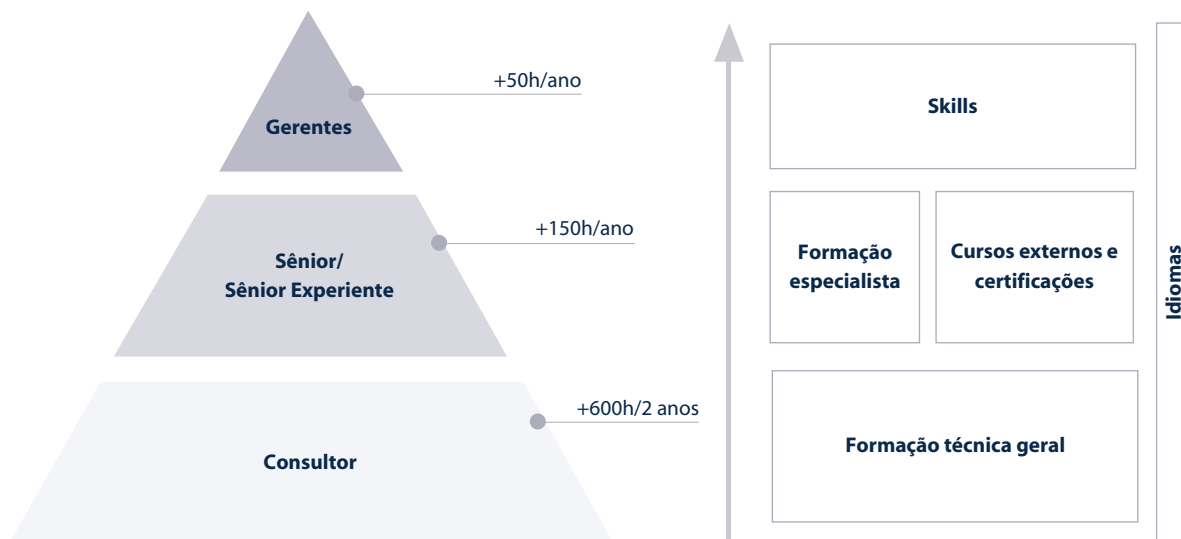 +50h/ano
Gerentes
+150h/ano
Sênior/
Sênior Experiente
+600h/2 anos
Consultor
Skills
Formação
especialista
Cursos externos e
certificações
Formação técnica geral
Idiomas